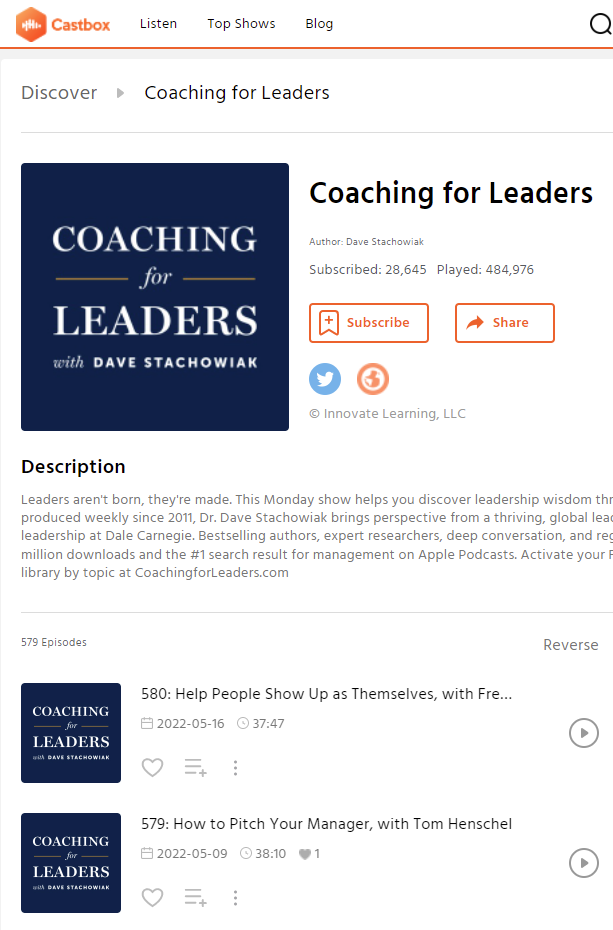 Castbox Listen Top Shows Blog
Discover Coaching for Leaders
COACHING
for
LEADERS
with DAVE STACHOWIAK
Coaching for Leaders
Author: Dave Stachowiak
Subscribed: 28,645 Played: 484,976
Subscribe Share
© Innovate Learning, LLC
Description
Leaders aren't born, they're made. This Monday show helps you discover leadership wisdom
produced weekly since 2011, Dr. Dave Stachowiak brings perspective from a thriving, global
leadership at Dale Carnegie. Bestselling authors, expert researchers, deep conversation, and
million downloads and the #1 search result for management on Apple Podcasts. Activate your
library by topic at CoachingforLeaders.com
579 Episodes Reverse
COACHING
for
LEADERS
with DAVE STACHOWIAK
580: Help People Show Up as Themselves, with Fre...
2022-05-16 37:47
COACHING
for
LEADERS
with DAVE STACHOWIAK
579: How to Pitch Your Manager, with Tom Henschel
2022-05-09 38:10 1